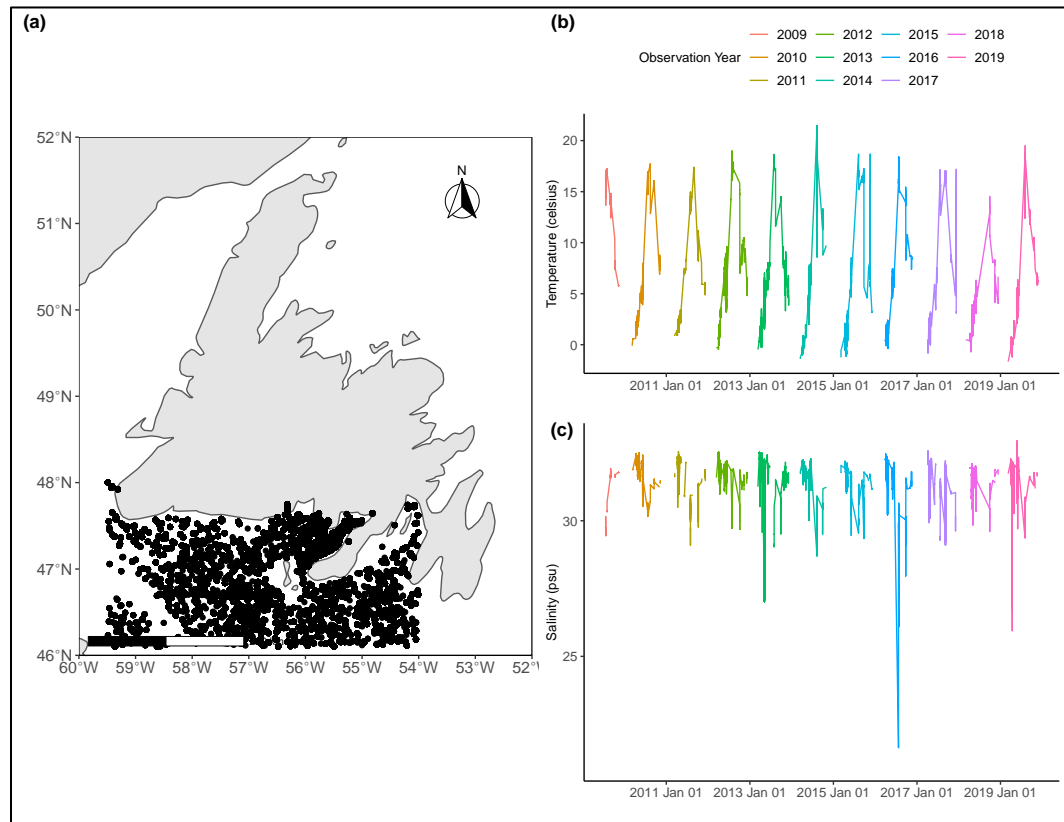 (a)
N
52°N
51°N
50°N
49°N
48°N
47°N
46°N
60°W 59°W 58°W 57°W 56°W 55°W 54°W 53°W 52°W
(b)
Observation Year
2009 2012 2015 2018
2010 2013 2016 2019
2011 2014 2017
Temperature (celsius)
20
15
10
5
0
2011 Jan 01 2013 Jan 01 2015 Jan 01 2017 Jan 01 2019 Jan 01
(c)
Salinity (psu)
30
25
2011 Jan 01 2013 Jan 01 2015 Jan 01 2017 Jan 01 2019 Jan 01